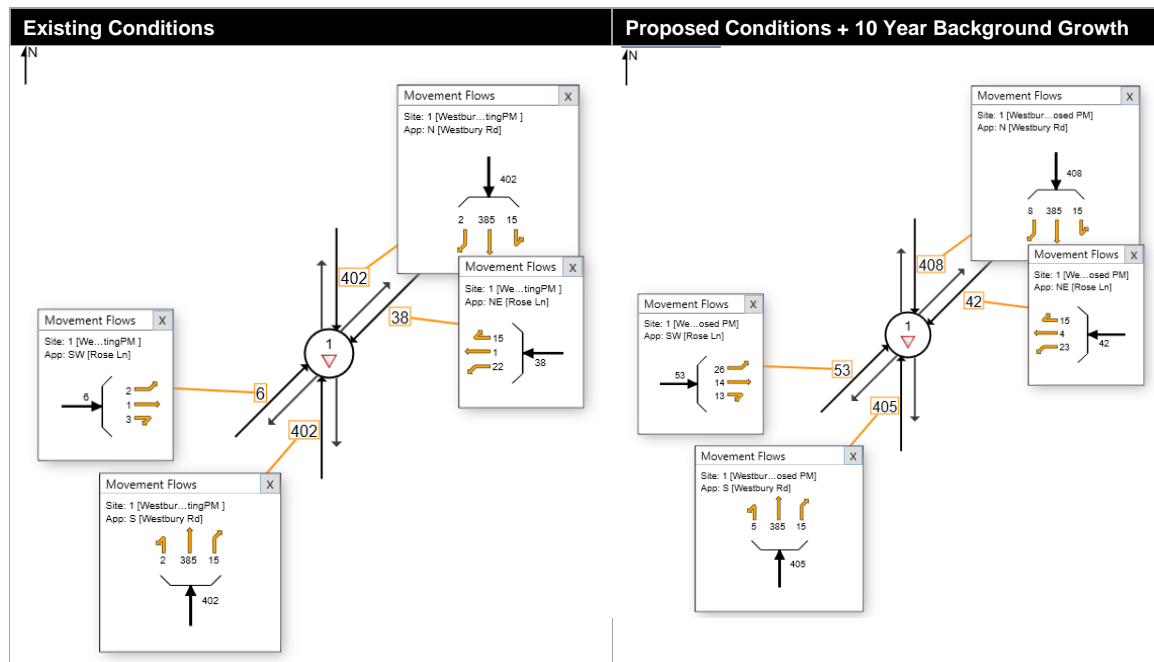 Existing Conditions
Proposed Conditions + 10 Year Background Growth
N
Movement Flows X
Site: 1 [Westbur...tingPM ]
App: N [Westbury Rd]
402
2 385 15
402
Movement Flows X
Site: 1 [We...tingPM ]
App: NE [Rose Ln]
15
1
22
38
38
1
Movement Flows X
Site: 1 [We...tingPM ]
App: SW [Rose Ln]
6
2
1
3
6
402
Movement Flows X
Site: 1 [Westbur...tingPM ]
App: S [Westbury Rd]
2 385 15
402
N
Movement Flows X
Site: 1 [Westbur...osed PM]
App: N [Westbury Rd]
408
8 385 15
408
Movement Flows X
Site: 1 [We...osed PM]
App: NE [Rose Ln]
15
4
23
42
42
1
Movement Flows X
Site: 1 [We...osed PM]
App: SW [Rose Ln]
53
26
14
13
53
405
Movement Flows X
Site: 1 [Westbur...osed PM]
App: S [Westbury Rd]
5 385 15
405